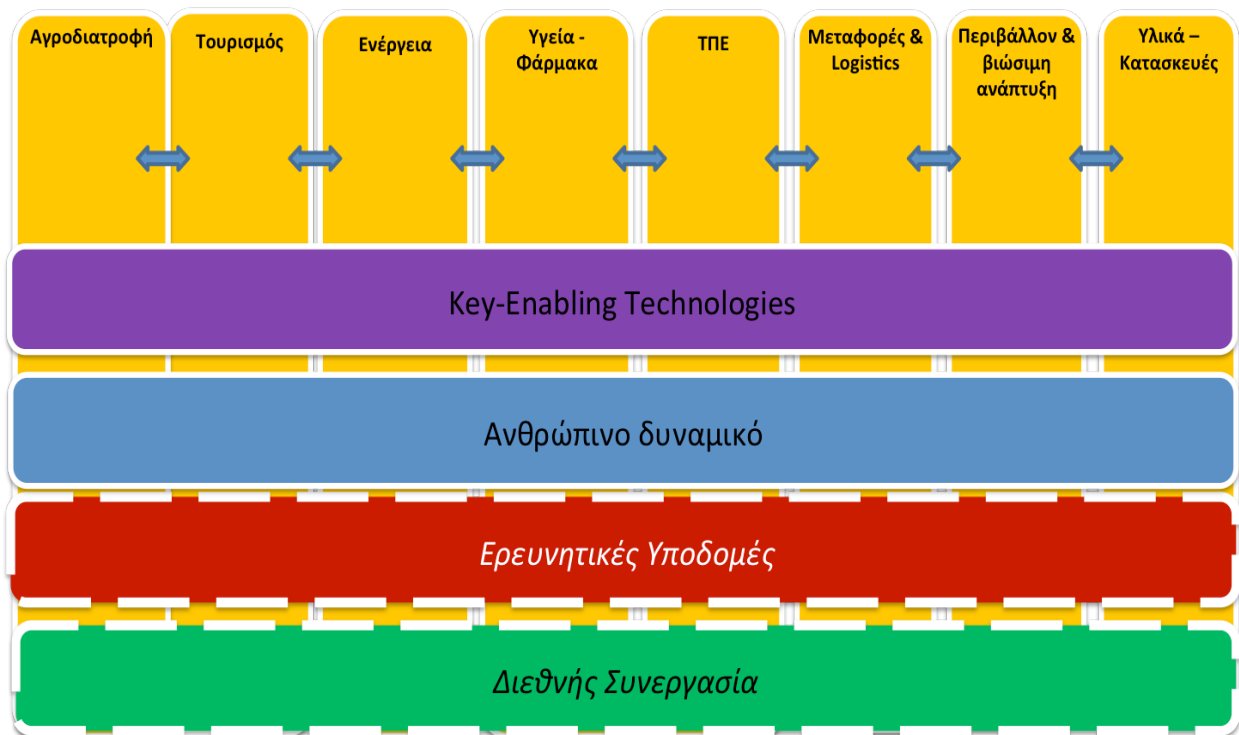 Αγροδιατροφή
Τουρισμός
Ενέργεια
Υγεία -
Φάρμακα
ΤΠΕ
Μεταφορές &
Logistics
Περιβάλλον &
βιώσιμη
ανάπτυξη
Υλικά –
Κατασκευές
Key-Enabling Technologies
Ανθρώπινο δυναμικό
Ερευνητικές Υποδομές
Διεθνής Συνεργασία